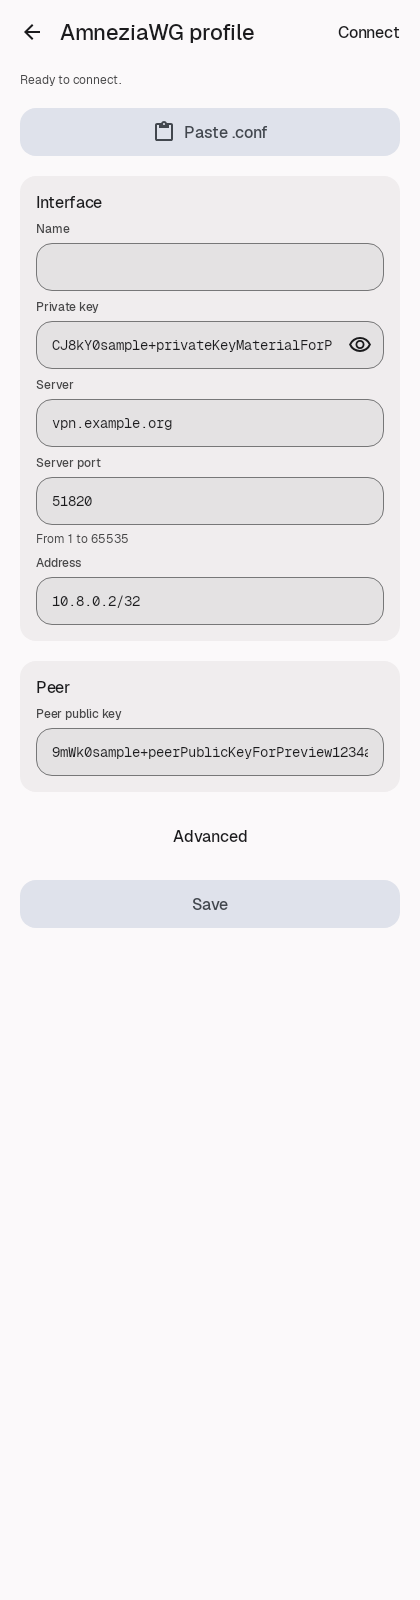 AmneziaWG profile
Connect
Ready to connect.
Paste .conf
Interface
Name
Private key
CJ8kY0sample+privateKeyMaterialForP
Server
vpn.example.org
Server port
51820
From 1 to 65535
Address
10.8.0.2/32
Peer
Peer public key
9mWk0sample+peerPublicKeyForPreview1234a
Advanced
Save